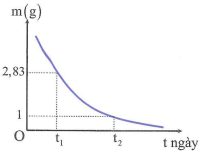 m(g)
2,83
1
O
t₁
t₂
t ngày